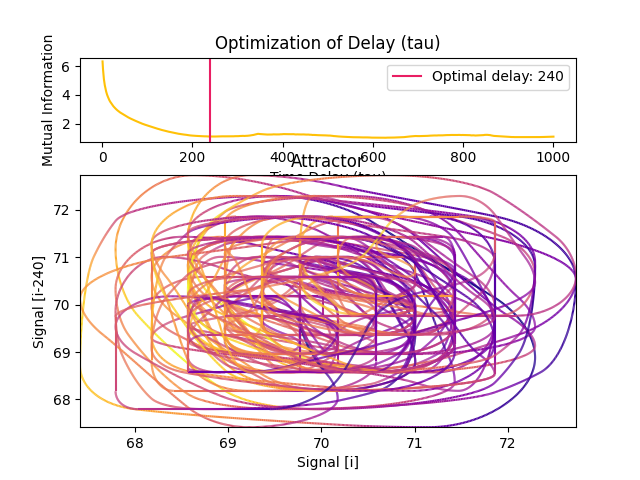 Optimization of Delay (tau)
Mutual Information
6
4
2
Optimal delay: 240
0 200 400 600 800 1000
Time Delay (tau)
Attractor
Signal [i-240]
72
71
70
69
68
68 69 70 71 72
Signal [i]